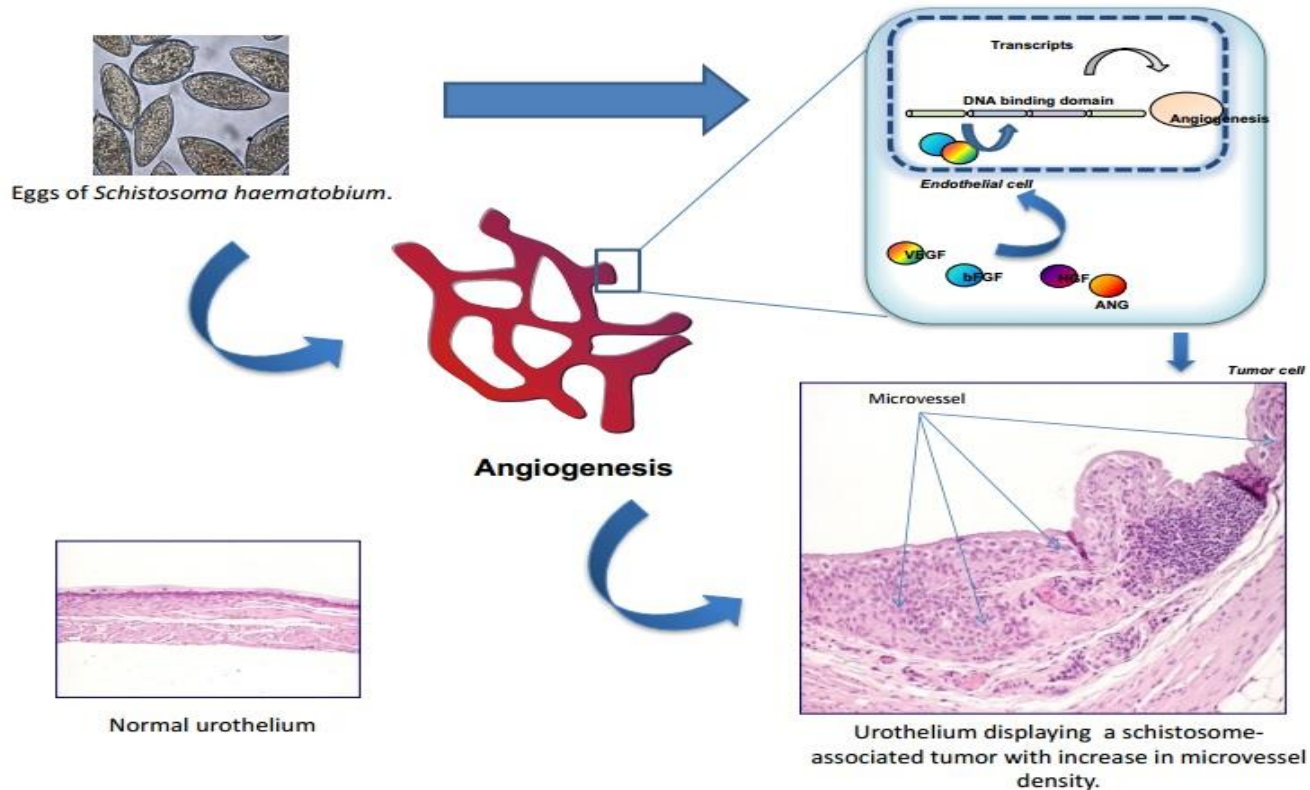 Transcripts
DNA binding domain
Angiogenesis
Endothelial cell
VEGF
bFGF
HGF
ANG
Eggs of Schistosoma haematobium.
Angiogenesis
Tumor cell
Microvessel
Normal urothelium
Urothelium displaying a schistosome-
associated tumor with increase in microvessel
density.